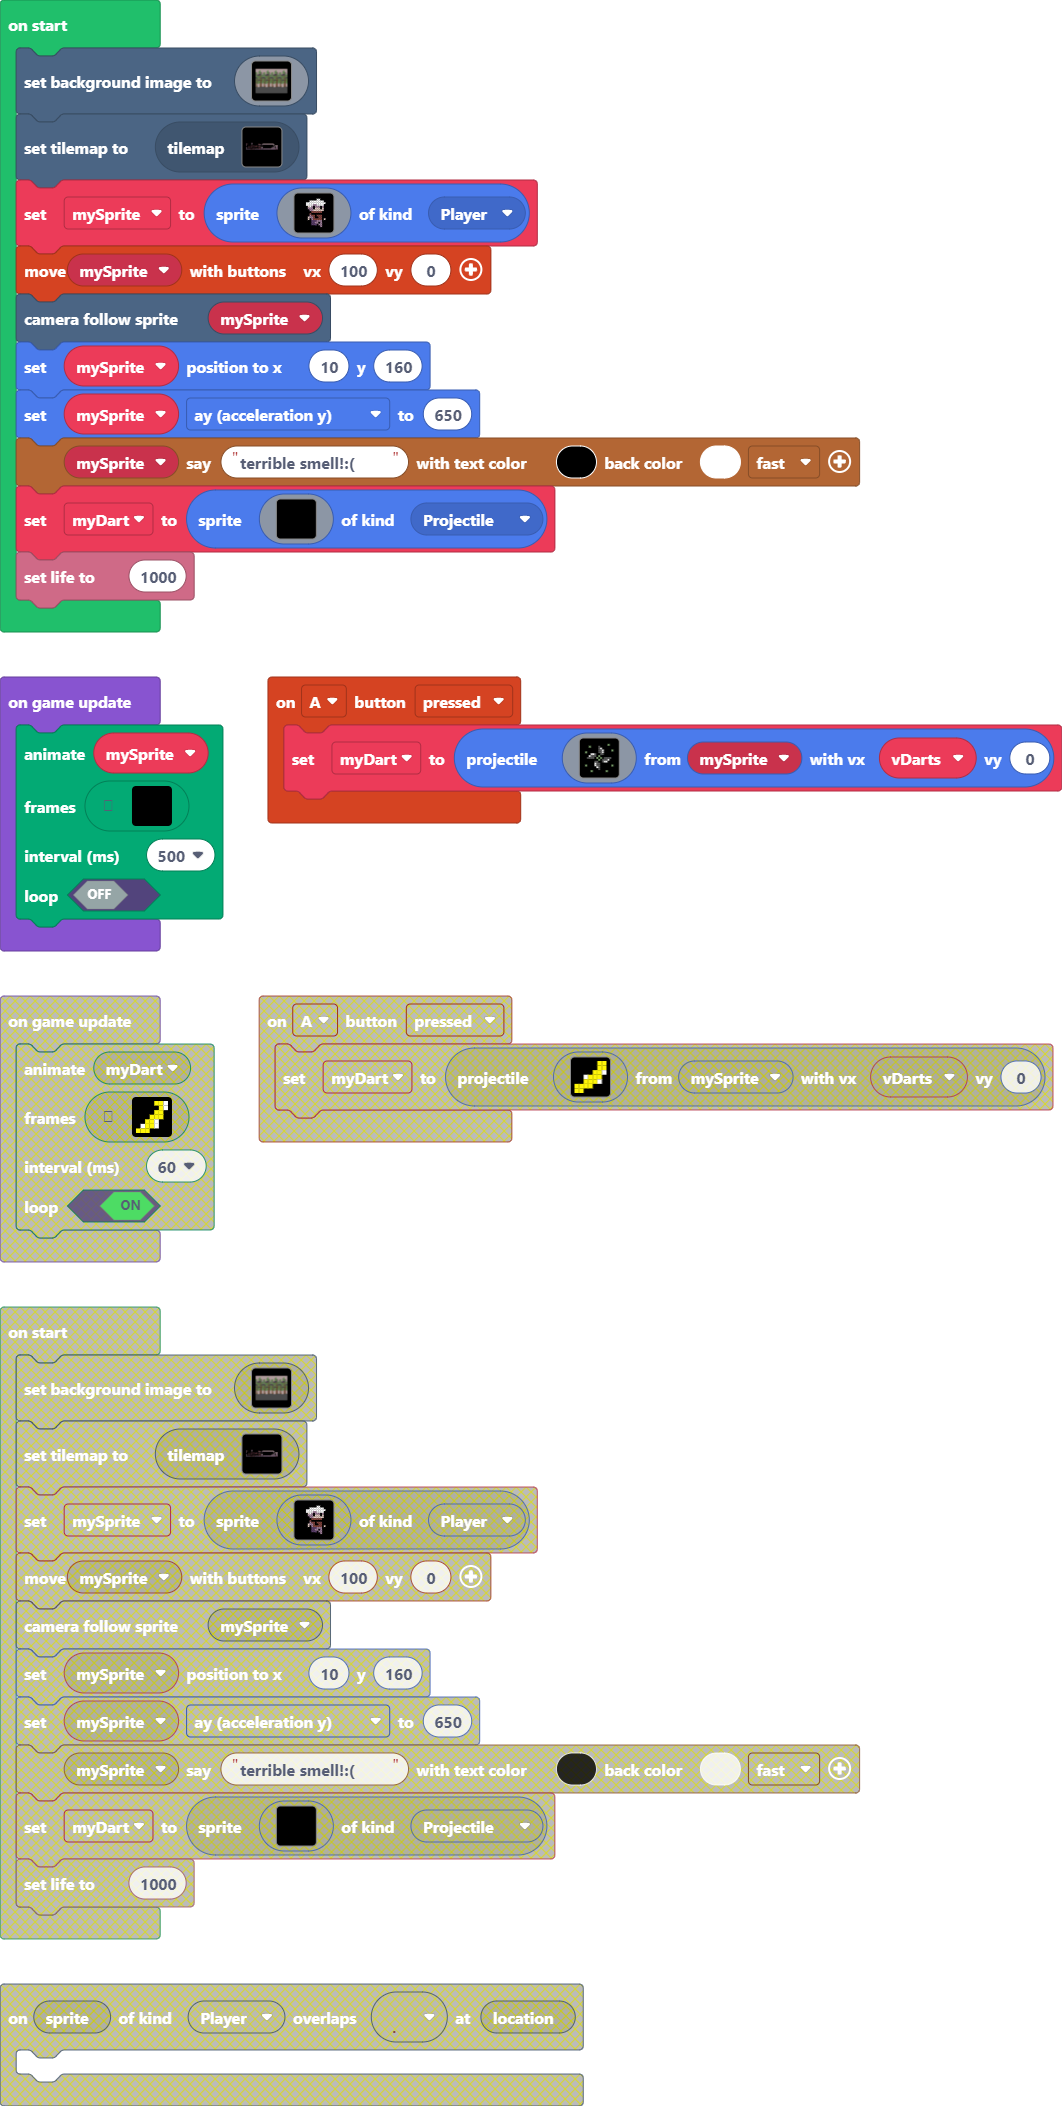 on start
set background image to
set tilemap to tilemap
set mySprite to sprite of kind Player
move mySprite with buttons vx 100 vy 0
camera follow sprite mySprite
set mySprite position to x 10 y 160
set mySprite ay (acceleration y) to 650
mySprite say "terrible smell!:(" with text color back color fast
set myDart to sprite of kind Projectile
set life to 1000
on game update
animate mySprite
frames
interval (ms) 500
loop OFF
on A button pressed
set myDart to projectile from mySprite with vx vDarts vy 0
on game update
animate myDart
frames
interval (ms) 60
loop ON
on A button pressed
set myDart to projectile from mySprite with vx vDarts vy 0
on start
set background image to
set tilemap to tilemap
set mySprite to sprite of kind Player
move mySprite with buttons vx 100 vy 0
camera follow sprite mySprite
set mySprite position to x 10 y 160
set mySprite ay (acceleration y) to 650
mySprite say "terrible smell!:(" with text color back color fast
set myDart to sprite of kind Projectile
set life to 1000
on sprite of kind Player overlaps at location